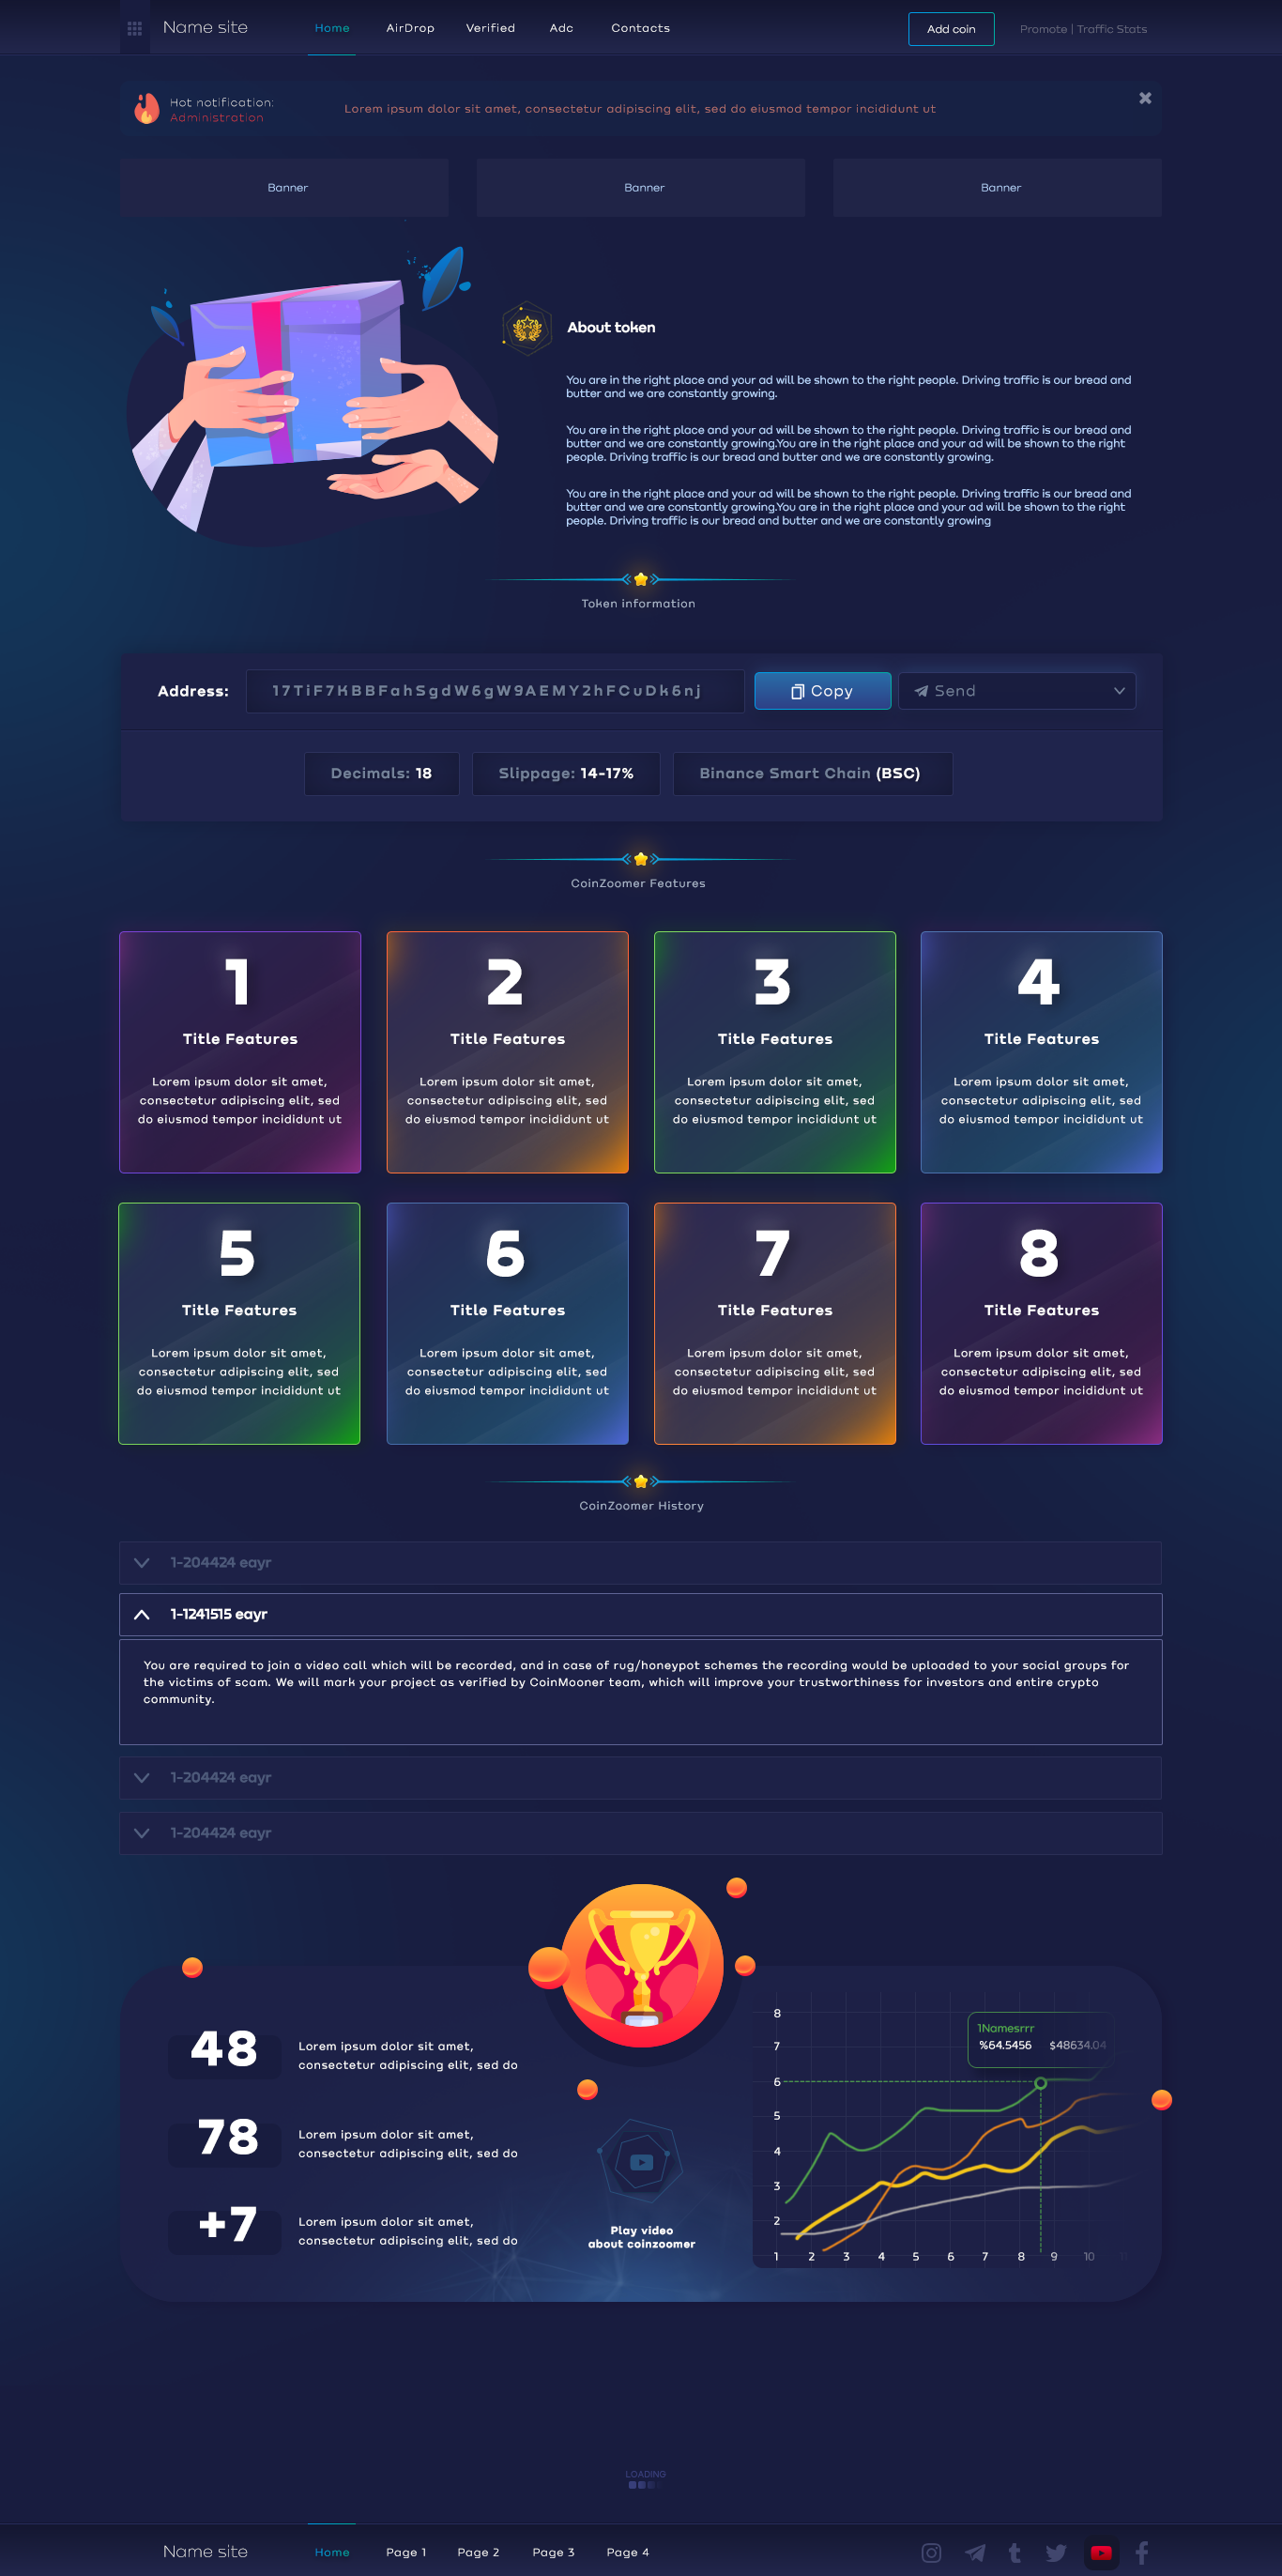 Name site
Home
AirDrop
Verified
Adc
Contacts
Add coin
Promote | Traffic Stats
Hot notification:
Administration
Lorem ipsum dolor sit amet, consectetur adipiscing elit, sed do eiusmod tempor incididunt ut
Banner
Banner
Banner
About token
You are in the right place and your ad will be shown to the right people. Driving traffic is our bread and
butter and we are constantly growing.
You are in the right place and your ad will be shown to the right people. Driving traffic is our bread and
butter and we are constantly growing.You are in the right place and your ad will be shown to the right
people. Driving traffic is our bread and butter and we are constantly growing.
You are in the right place and your ad will be shown to the right people. Driving traffic is our bread and
butter and we are constantly growing.You are in the right place and your ad will be shown to the right
people. Driving traffic is our bread and butter and we are constantly growing
Token information
Address:
17TiF7KBBFahSgdW6gW9AEMY2hFCuDk6nj
Copy
Send
Decimals: 18
Slippage: 14-17%
Binance Smart Chain (BSC)
CoinZoomer Features
1
Title Features
Lorem ipsum dolor sit amet,
consectetur adipiscing elit, sed
do eiusmod tempor incididunt ut
2
Title Features
Lorem ipsum dolor sit amet,
consectetur adipiscing elit, sed
do eiusmod tempor incididunt ut
3
Title Features
Lorem ipsum dolor sit amet,
consectetur adipiscing elit, sed
do eiusmod tempor incididunt ut
4
Title Features
Lorem ipsum dolor sit amet,
consectetur adipiscing elit, sed
do eiusmod tempor incididunt ut
5
Title Features
Lorem ipsum dolor sit amet,
consectetur adipiscing elit, sed
do eiusmod tempor incididunt ut
6
Title Features
Lorem ipsum dolor sit amet,
consectetur adipiscing elit, sed
do eiusmod tempor incididunt ut
7
Title Features
Lorem ipsum dolor sit amet,
consectetur adipiscing elit, sed
do eiusmod tempor incididunt ut
8
Title Features
Lorem ipsum dolor sit amet,
consectetur adipiscing elit, sed
do eiusmod tempor incididunt ut
CoinZoomer History
1-204424 eayr
1-1241515 eayr
You are required to join a video call which will be recorded, and in case of rug/honeypot schemes the recording would be uploaded to your social groups for
the victims of scam. We will mark your project as verified by CoinMooner team, which will improve your trustworthiness for investors and entire crypto
community.
1-204424 eayr
1-204424 eayr
48
Lorem ipsum dolor sit amet,
consectetur adipiscing elit, sed do
78
Lorem ipsum dolor sit amet,
consectetur adipiscing elit, sed do
+7
Lorem ipsum dolor sit amet,
consectetur adipiscing elit, sed do
Play video
about coinzoomer
8
7
6
5
4
3
2
1 2 3 4 5 6 7 8 9 10
1Namesrrr
%64.5456 $48634.04
LOADING
Name site
Home
Page 1
Page 2
Page 3
Page 4